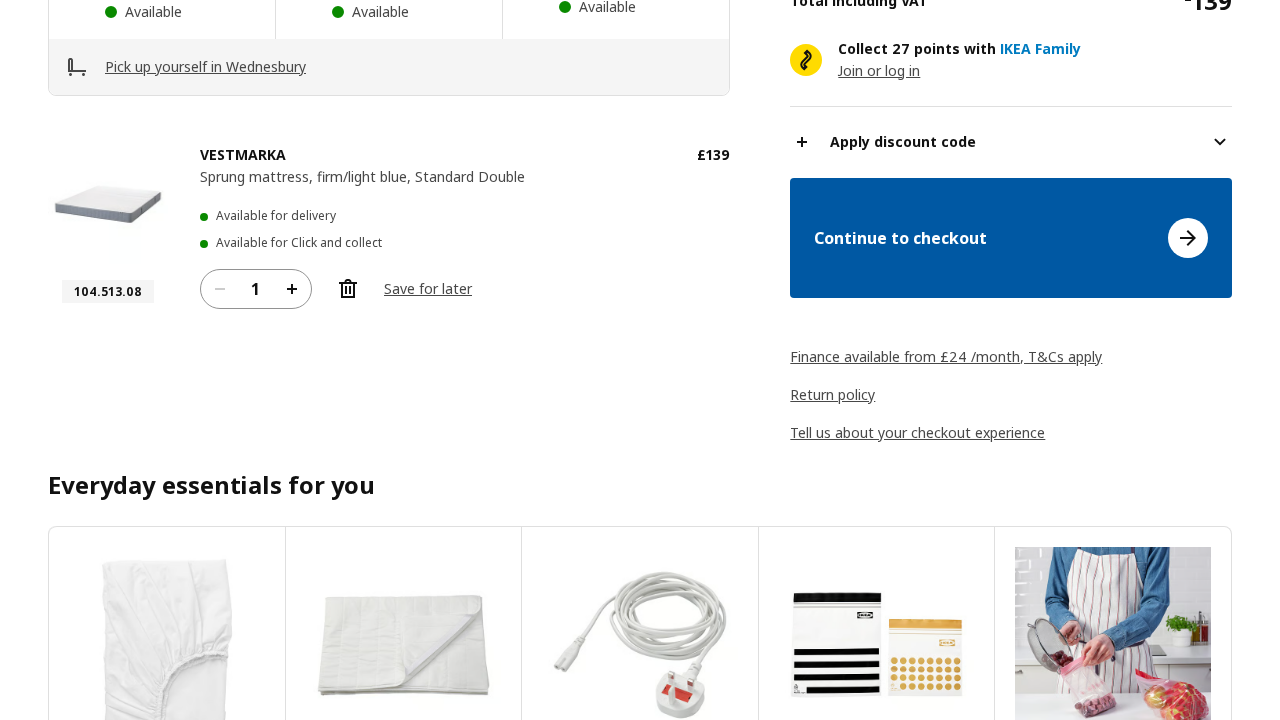 Available
Available
Available
Pick up yourself in Wednesbury
VESTMARKA
£139
Sprung mattress, firm/light blue, Standard Double
Available for delivery
Available for Click and collect
104.513.08
1
Save for later
Total including VAT
£139
Collect 27 points with IKEA Family
Join or log in
Apply discount code
Continue to checkout
Finance available from £24 /month, T&Cs apply
Return policy
Tell us about your checkout experience
Everyday essentials for you
IKEA
IKEA